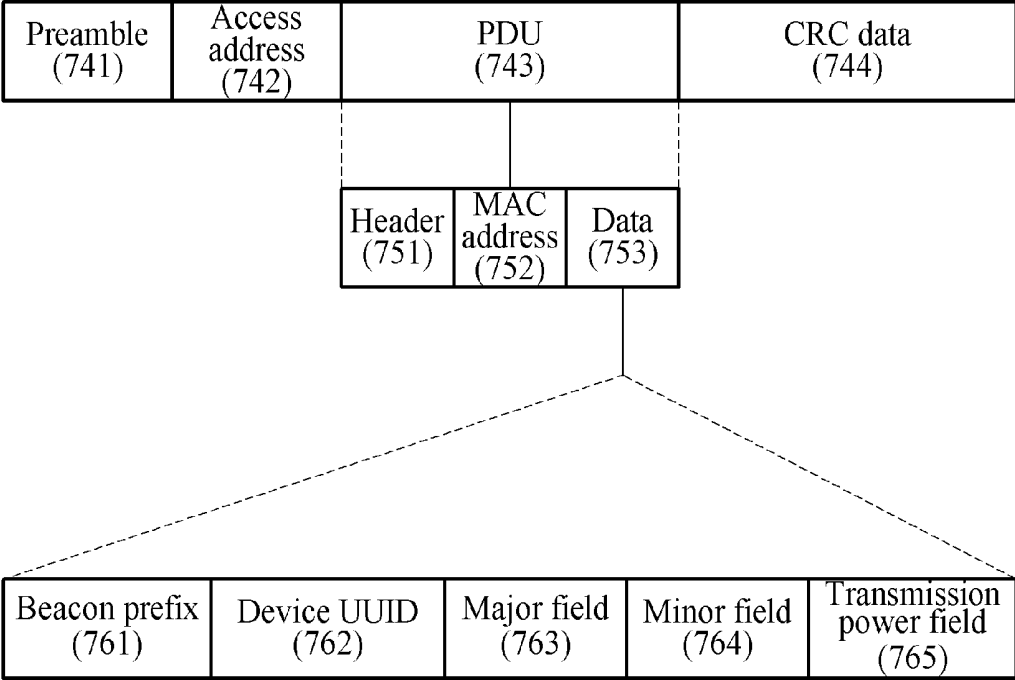 Preamble
(741)
Access
address
(742)
PDU
(743)
CRC data
(744)
Header
(751)
MAC
address
(752)
Data
(753)
Beacon prefix
(761)
Device UUID
(762)
Major field
(763)
Minor field
(764)
Transmission
power field
(765)